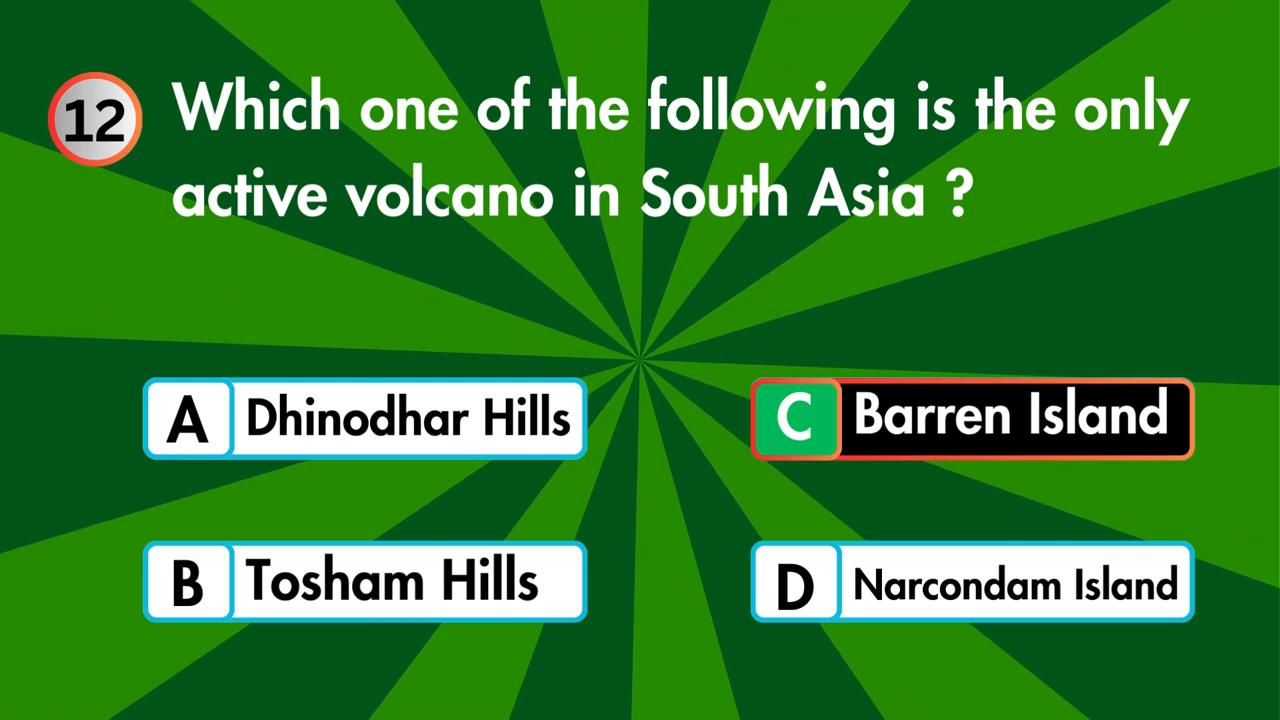 12 Which one of the following is the only
active volcano in South Asia ?
A Dhinodhar Hills
C Barren Island
B Tosham Hills
D Narcondam Island